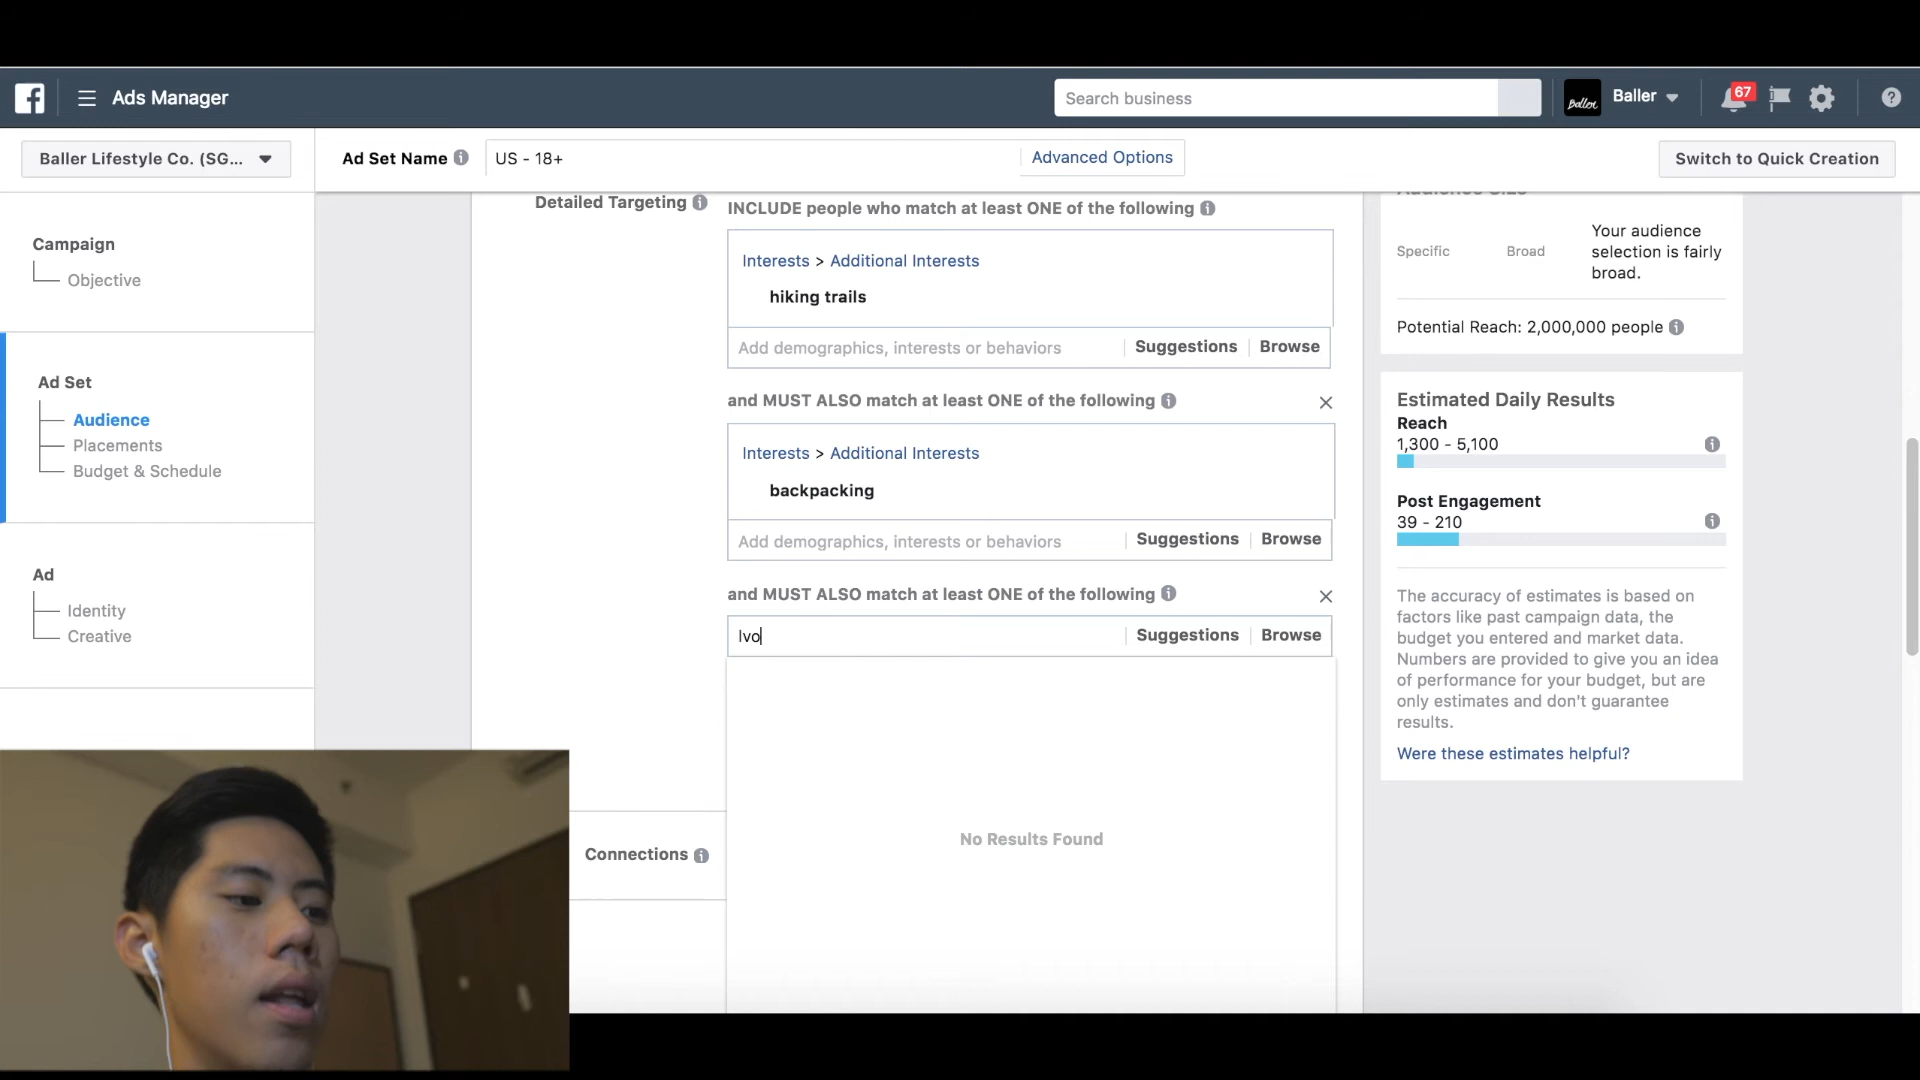 Ads Manager
Search business
Baller
Baller
67
Baller Lifestyle Co. (SG...
Ad Set Name
US - 18+
Advanced Options
Switch to Quick Creation
Campaign
Objective
Ad Set
Audience
Placements
Budget & Schedule
Ad
Identity
Creative
Detailed Targeting
INCLUDE people who match at least ONE of the following
Interests > Additional Interests
hiking trails
Add demographics, interests or behaviors
Suggestions
Browse
and MUST ALSO match at least ONE of the following
Interests > Additional Interests
backpacking
Add demographics, interests or behaviors
Suggestions
Browse
and MUST ALSO match at least ONE of the following
lvo
Suggestions
Browse
No Results Found
Connections
Audience Size
Specific
Broad
Your audience
selection is fairly
broad.
Potential Reach: 2,000,000 people
Estimated Daily Results
Reach
1,300 - 5,100
Post Engagement
39 - 210
The accuracy of estimates is based on
factors like past campaign data, the
budget you entered and market data.
Numbers are provided to give you an idea
of performance for your budget, but are
only estimates and don't guarantee
results.
Were these estimates helpful?